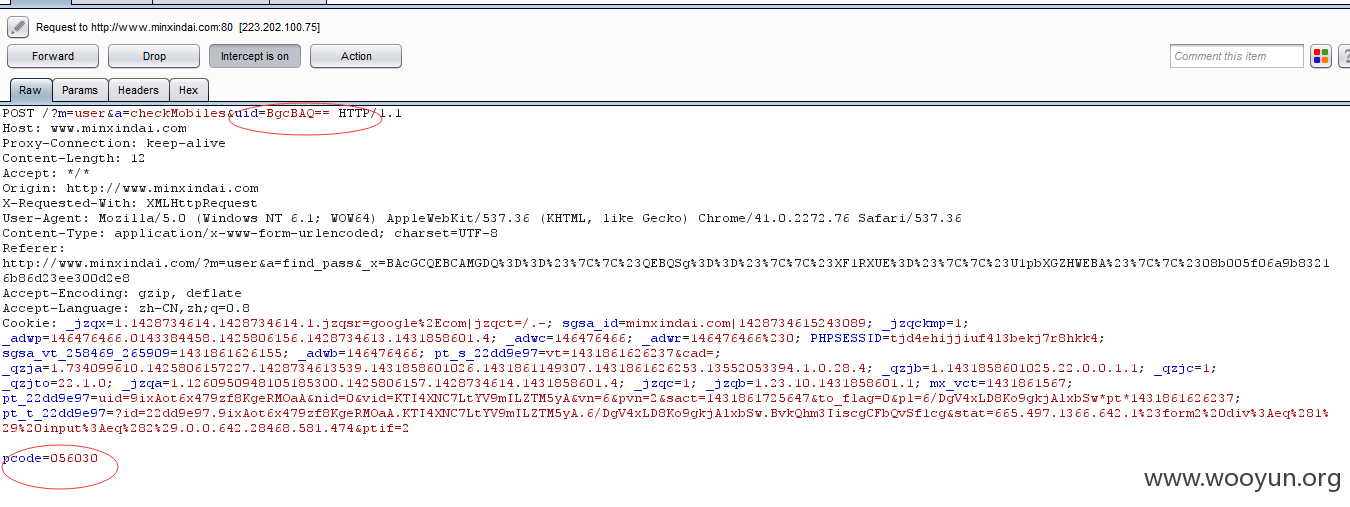 Request to http://www.minxindai.com:80 [223.202.100.75]
Forward Drop Intercept is on Action Comment this item ?
Raw Params Headers Hex
POST /?m=user&a=checkMobiles&uid=BgcBAQ== HTTP/1.1
Host: www.minxindai.com
Proxy-Connection: keep-alive
Content-Length: 12
Accept: */*
Origin: http://www.minxindai.com
X-Requested-With: XMLHttpRequest
User-Agent: Mozilla/5.0 (Windows NT 6.1; WOW64) AppleWebKit/537.36 (KHTML, like Gecko) Chrome/41.0.2272.76 Safari/537.36
Content-Type: application/x-www-form-urlencoded; charset=UTF-8
Referer:
http://www.minxindai.com/?m=user&a=find_pass&_x=BAcGCQEBCAMGDQ%3D%3D%23%7C%7C%23QEBQSg%3D%3D%23%7C%7C%23XF1RXUE%3D%23%7C%7C%23U1pbXGZHWEBA%23%7C%7C%2308b005f06a9b8321
6b86d23ee300d2e8
Accept-Encoding: gzip, deflate
Accept-Language: zh-CN,zh;q=0.8
Cookie: _jzqx=1.1428734614.1428734614.1.jzqsr=google%2Ecom|jzqct=/.-; sgsa_id=minxindai.com|1428734615243089; _jzqckmp=1;
_adwp=146476466.0143384458.1425806156.1428734613.1431858601.4; _adwc=146476466; _adwr=146476466%230; PHPSESSID=tjd4ehijjiuf413bekj7r8hkk4;
sgsa_vt_258469_265909=1431861626155; _adwb=146476466; pt_s_22dd9e97=vt=1431861626237&cad=;
_qzja=1.734099610.1425806157227.1428734613539.1431858601026.1431861149307.1431861626253.13552053394.1.0.28.4; _qzjb=1.1431858601025.22.0.0.1.1; _qzjc=1;
_qzjto=22.1.0; _jzqa=1.1260950948105185300.1425806157.1428734614.1431858601.4; _jzqc=1; _jzqb=1.23.10.1431858601.1; mx_vct=1431861567;
pt_22dd9e97=uid=9ixAot6x479zf8KgeRMOaA&nid=0&vid=KTI4XNC7LtYV9mILZTM5yA&vn=6&pvn=2&sact=1431861725647&to_flag=0&pl=6/DgV4xLD8Ko9gkjAlxbSw*pt*1431861626237;
pt_t_22dd9e97=?id=22dd9e97.9ixAot6x479zf8KgeRMOaA.KTI4XNC7LtYV9mILZTM5yA.6/DgV4xLD8Ko9gkjAlxbSw.BvkQhm3IiscgCFbQvSf1cg&stat=665.497.1366.642.1%23form2%20div%3Aeq%281%
29%20input%3Aeq%282%29.0.0.642.28468.581.474&ptif=2
pcode=056030
www.wooyun.org